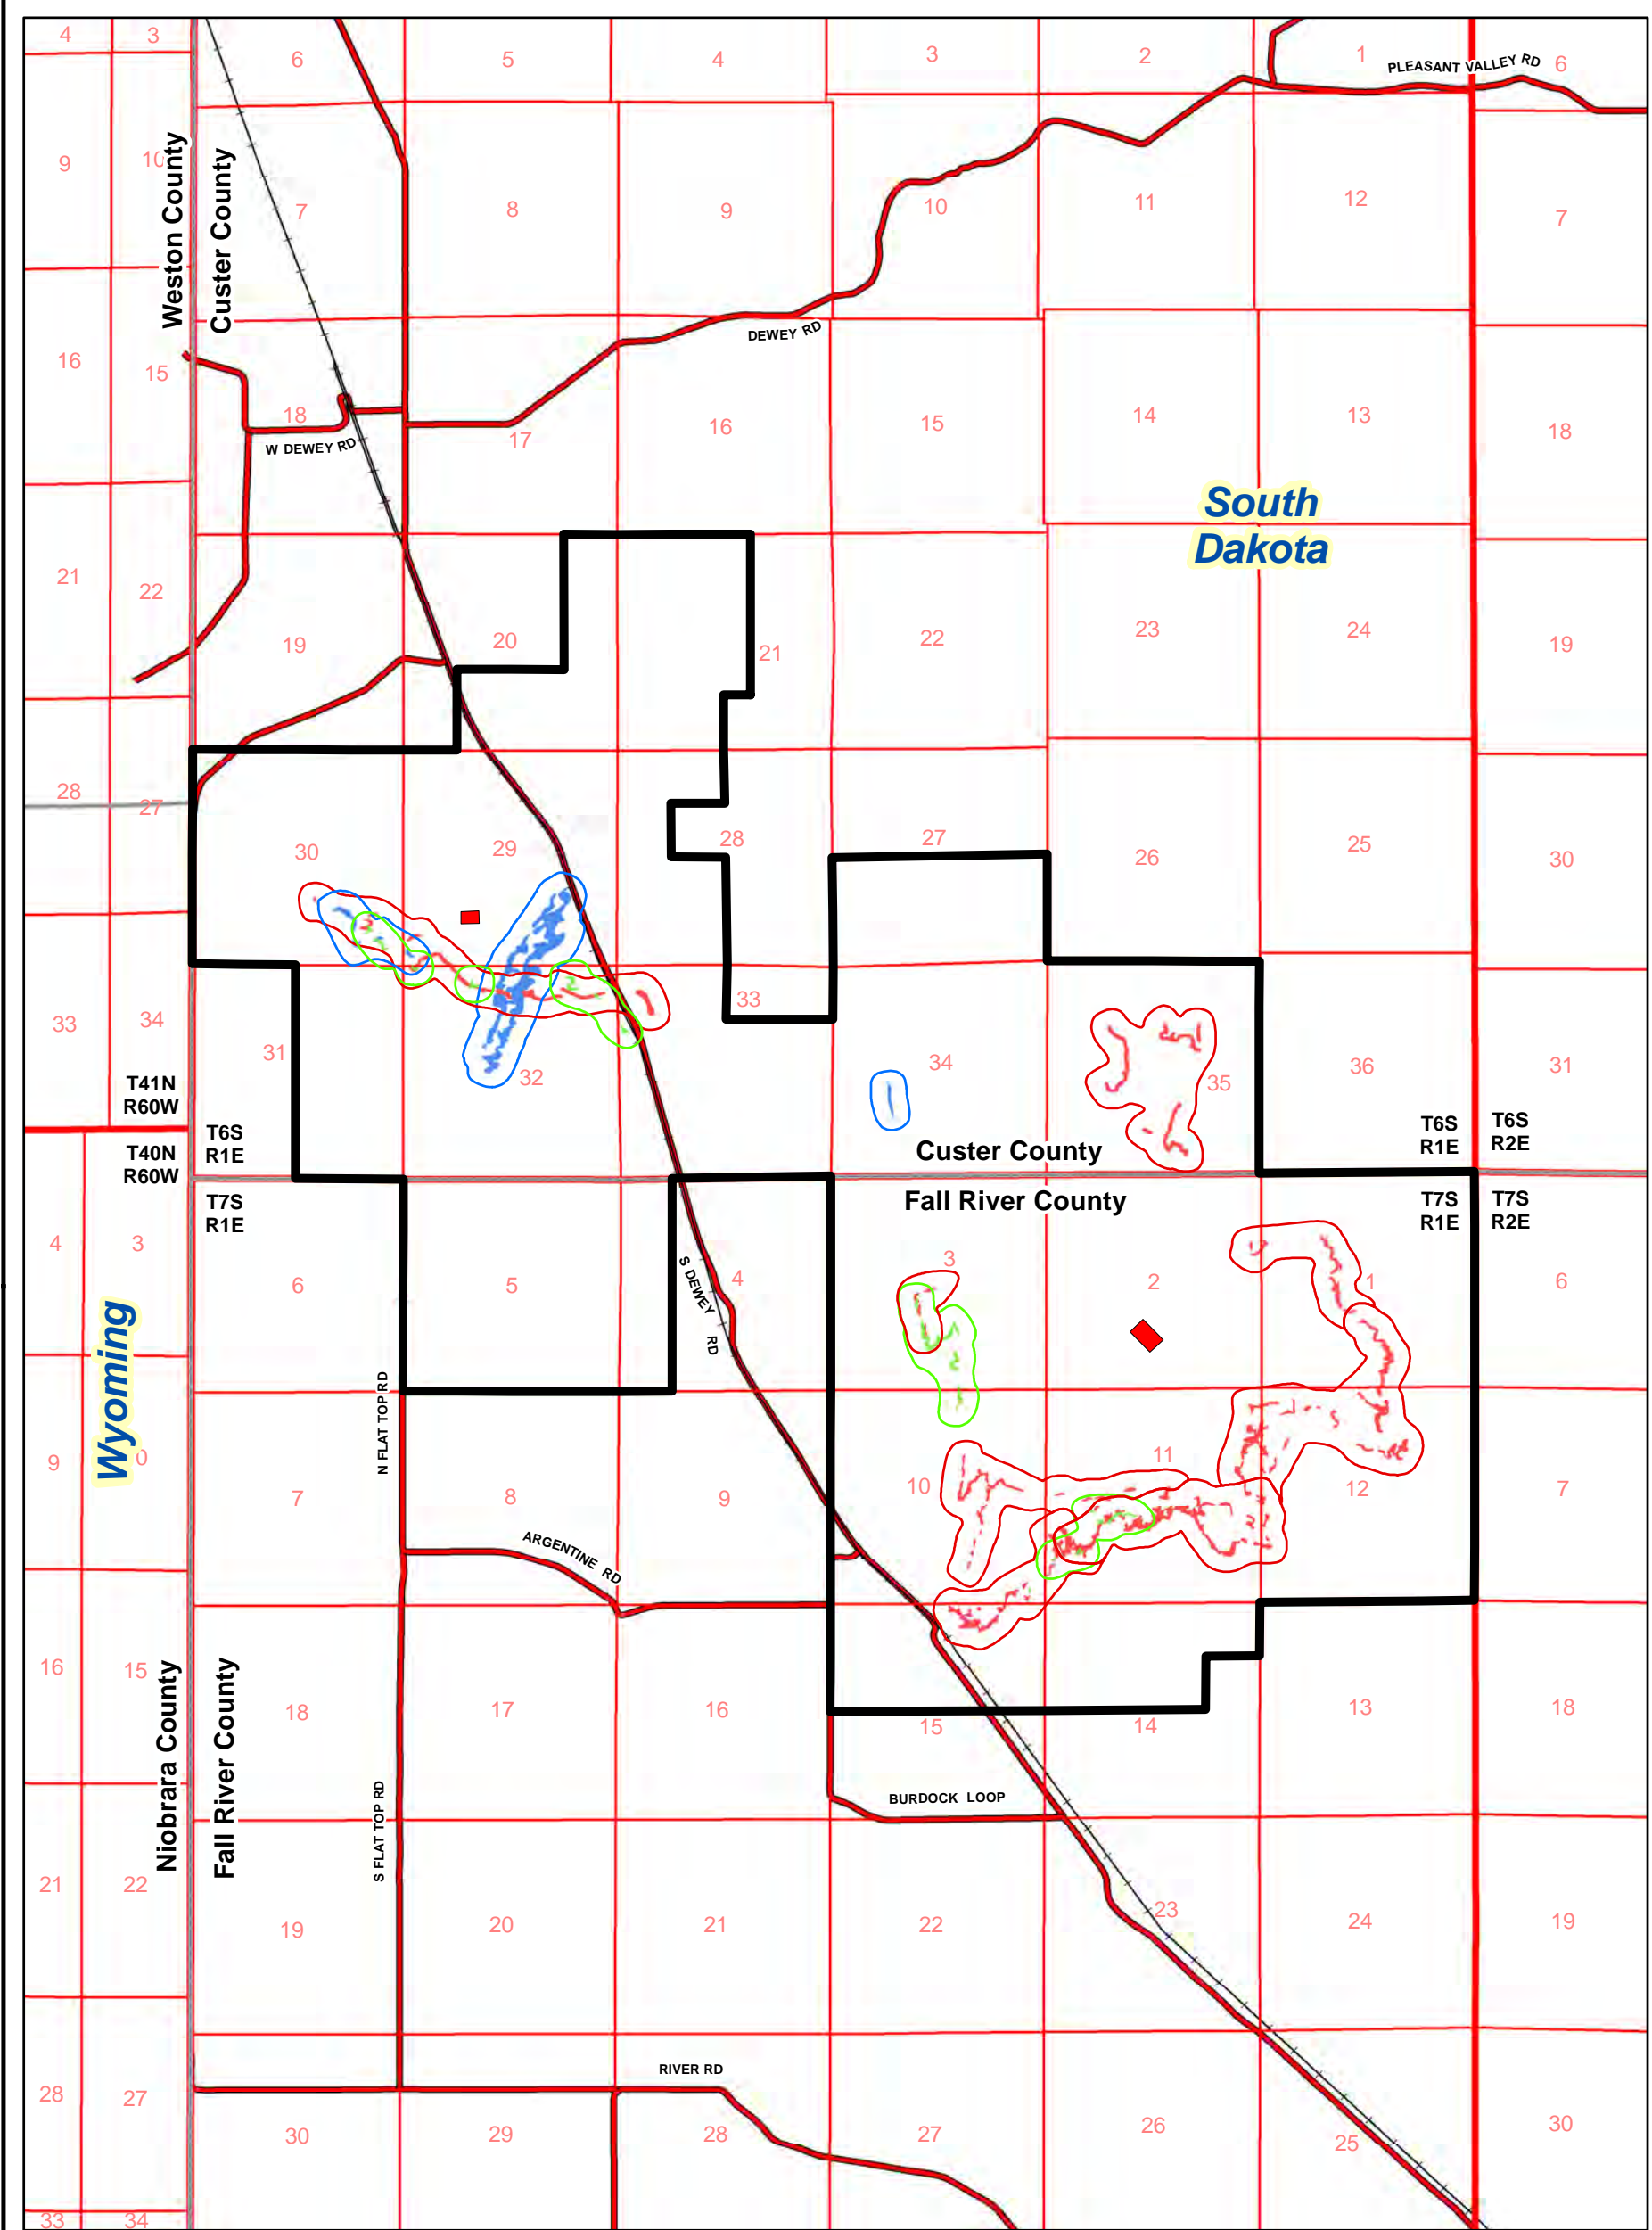 4
3
6
5
4
3
2
1
PLEASANT VALLEY RD
6
9
10
Weston County
Custer County
7
8
9
10
11
12
7
DEWEY RD
16
15
18
W DEWEY RD
17
16
15
14
13
18
South
Dakota
21
22
19
20
21
22
23
24
19
28
27
30
29
28
27
26
25
30
33
34
31
32
33
34
35
36
31
T41N
R60W
T6S
R1E
T40N
R60W
T7S
R1E
Custer County
Fall River County
T6S
R1E
T6S
R2E
T7S
R1E
T7S
R2E
4
3
6
5
S DEWEY RD
4
3
2
1
6
Wyoming
9
0
N FLAT TOP RD
7
8
9
10
11
12
7
ARGENTINE RD
16
15
Niobrara County
Fall River County
18
17
16
15
14
13
18
BURDOCK LOOP
S FLAT TOP RD
21
22
19
20
21
22
23
24
19
RIVER RD
28
27
30
29
28
27
26
25
30
33
34